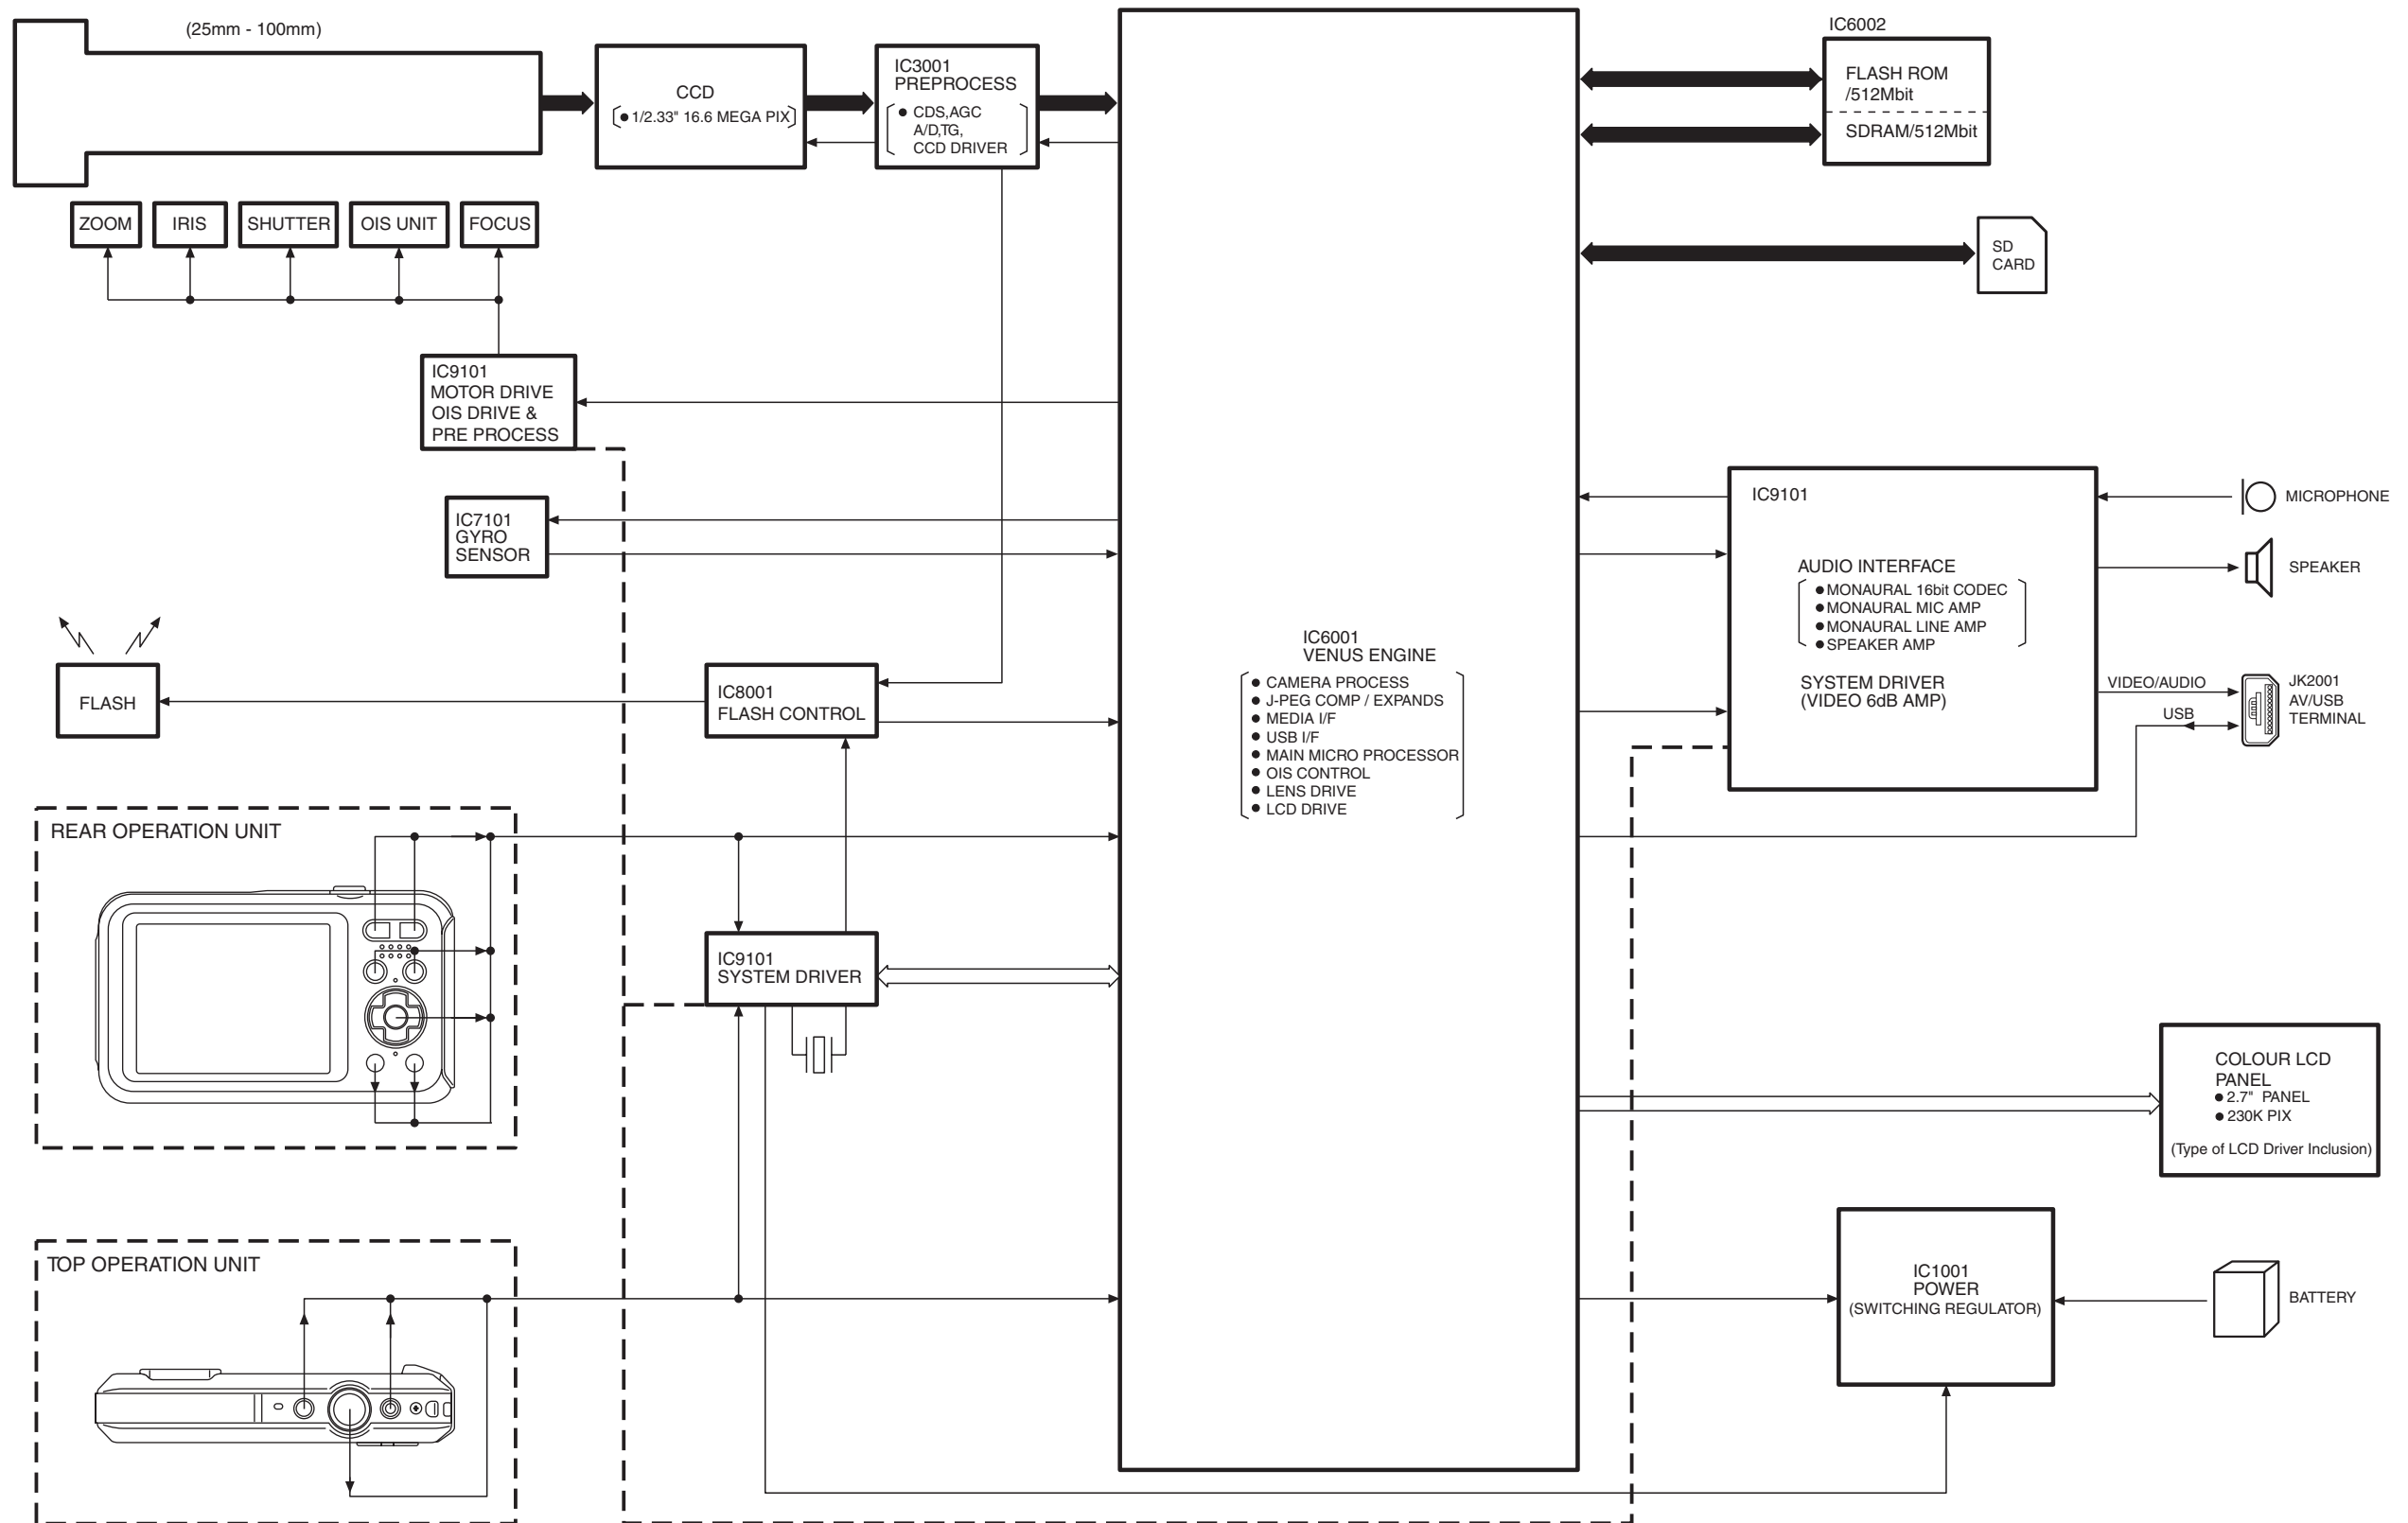 (25mm - 100mm)
CCD
● 1/2.33" 16.6 MEGA PIX
IC3001
PREPROCESS
● CDS,AGC
A/D,TG,
CCD DRIVER
IC6002
FLASH ROM
/512Mbit
SDRAM/512Mbit
SD
CARD
ZOOM
IRIS
SHUTTER
OIS UNIT
FOCUS
IC9101
MOTOR DRIVE
OIS DRIVE &
PRE PROCESS
IC7101
GYRO
SENSOR
FLASH
IC8001
FLASH CONTROL
IC6001
VENUS ENGINE
● CAMERA PROCESS
● J-PEG COMP / EXPANDS
● MEDIA I/F
● USB I/F
● MAIN MICRO PROCESSOR
● OIS CONTROL
● LENS DRIVE
● LCD DRIVE
IC9101
AUDIO INTERFACE
● MONAURAL 16bit CODEC
● MONAURAL MIC AMP
● MONAURAL LINE AMP
● SPEAKER AMP
SYSTEM DRIVER
(VIDEO 6dB AMP)
MICROPHONE
SPEAKER
VIDEO/AUDIO
USB
JK2001
AV/USB
TERMINAL
REAR OPERATION UNIT
IC9101
SYSTEM DRIVER
COLOUR LCD
PANEL
● 2.7" PANEL
● 230K PIX
(Type of LCD Driver Inclusion)
TOP OPERATION UNIT
IC1001
POWER
(SWITCHING REGULATOR)
BATTERY